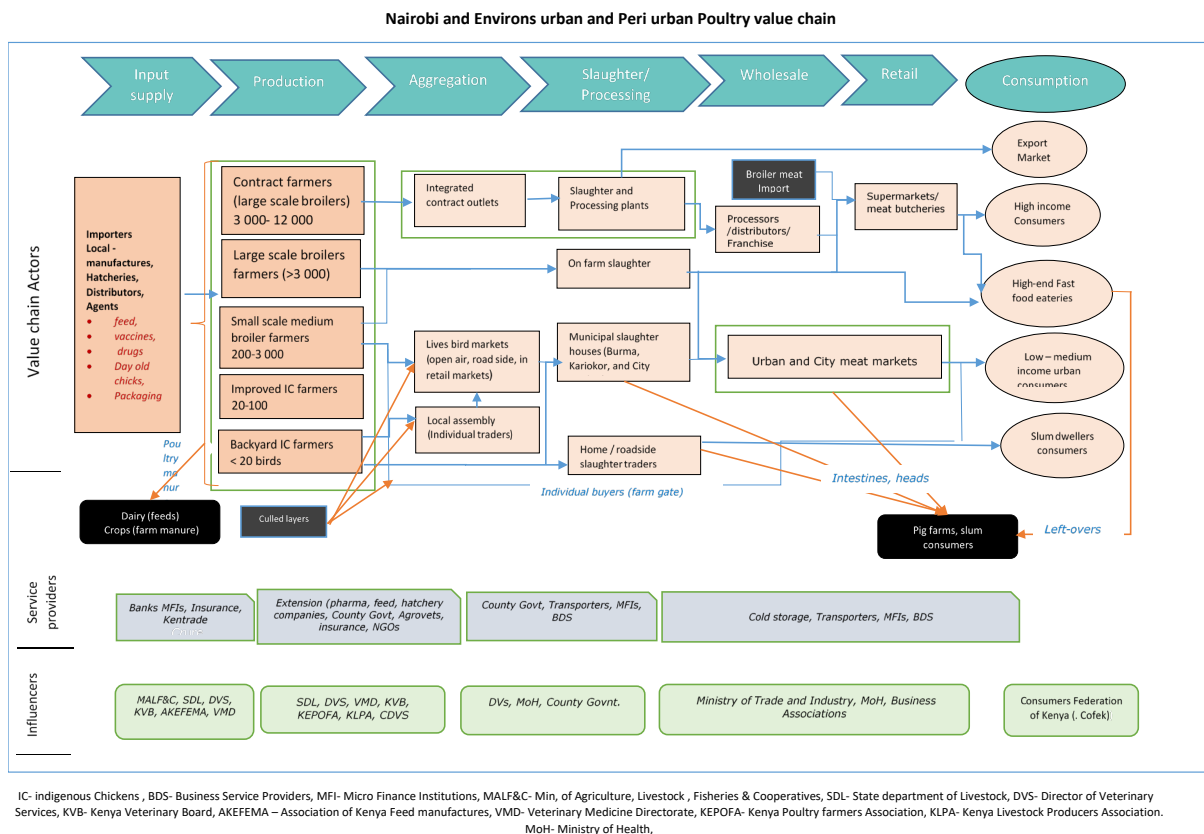 Nairobi and Environs urban and Peri urban Poultry value chain
Input
supply
Production
Aggregation
Slaughter/
Processing
Wholesale
Retail
Consumption
Value chain Actors
Importers
Local -
manufactures,
Hatcheries,
Distributors,
Agents
• feed,
• vaccines,
• drugs
• Day old
chicks,
• Packaging
Contract farmers
(large scale broilers)
3 000- 12 000
Large scale broilers
farmers (>3 000)
Small scale medium
broiler farmers
200-3 000
Improved IC farmers
20-100
Backyard IC farmers
< 20 birds
Integrated
contract outlets
Slaughter and
Processing plants
On farm slaughter
Lives bird markets
(open air, road side, in
retail markets)
Local assembly
(Individual traders)
Municipal slaughter
houses (Burma,
Kariokor, and City
Home / roadside
slaughter traders
Broiler meat
Import
Processors
/distributors/
Franchise
Supermarkets/
meat butcheries
Urban and City meat markets
Export
Market
High income
Consumers
High-end Fast
food eateries
Low – medium
income urban
consumers
Slum dwellers
consumers
Pou
ltry
ma
nur
Individual buyers (farm gate)
Intestines, heads
Left-overs
Dairy (feeds)
Crops (farm manure)
Culled layers
Pig farms, slum
consumers
Service
providers
Banks MFIs, Insurance,
Kentrade
Extension (pharma, feed, hatchery
companies, County Govt, Agrovets,
insurance, NGOs
County Govt, Transporters, MFIs,
BDS
Cold storage, Transporters, MFIs, BDS
Influencers
MALF&C, SDL, DVS,
KVB, AKEFEMA, VMD
SDL, DVS, VMD, KVB,
KEPOFA, KLPA, CDVS
DVs, MoH, County Govnt.
Ministry of Trade and Industry, MoH, Business
Associations
Consumers Federation
of Kenya (. Cofek)
IC- indigenous Chickens , BDS- Business Service Providers, MFI- Micro Finance Institutions, MALF&C- Min, of Agriculture, Livestock , Fisheries & Cooperatives, SDL- State department of Livestock, DVS- Director of Veterinary
Services, KVB- Kenya Veterinary Board, AKEFEMA – Association of Kenya Feed manufactures, VMD- Veterinary Medicine Directorate, KEPOFA- Kenya Poultry farmers Association, KLPA- Kenya Livestock Producers Association.
MoH- Ministry of Health,